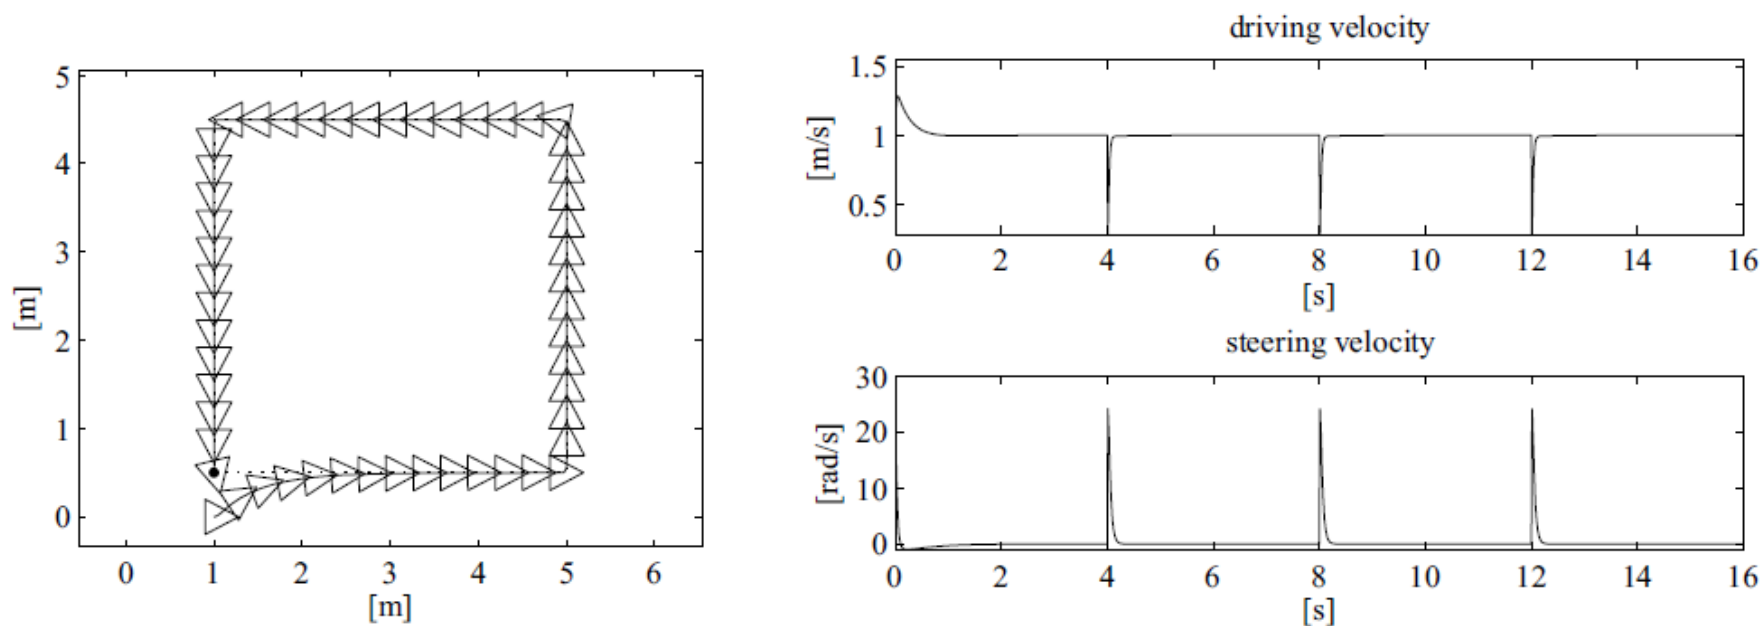 5
4
3
2
1
0
[m]
0 1 2 3 4 5 6
[m]
driving velocity
1.5
1
0.5
[m/s]
0 2 4 6 8 10 12 14 16
[s]
steering velocity
30
20
10
0
[rad/s]
0 2 4 6 8 10 12 14 16
[s]